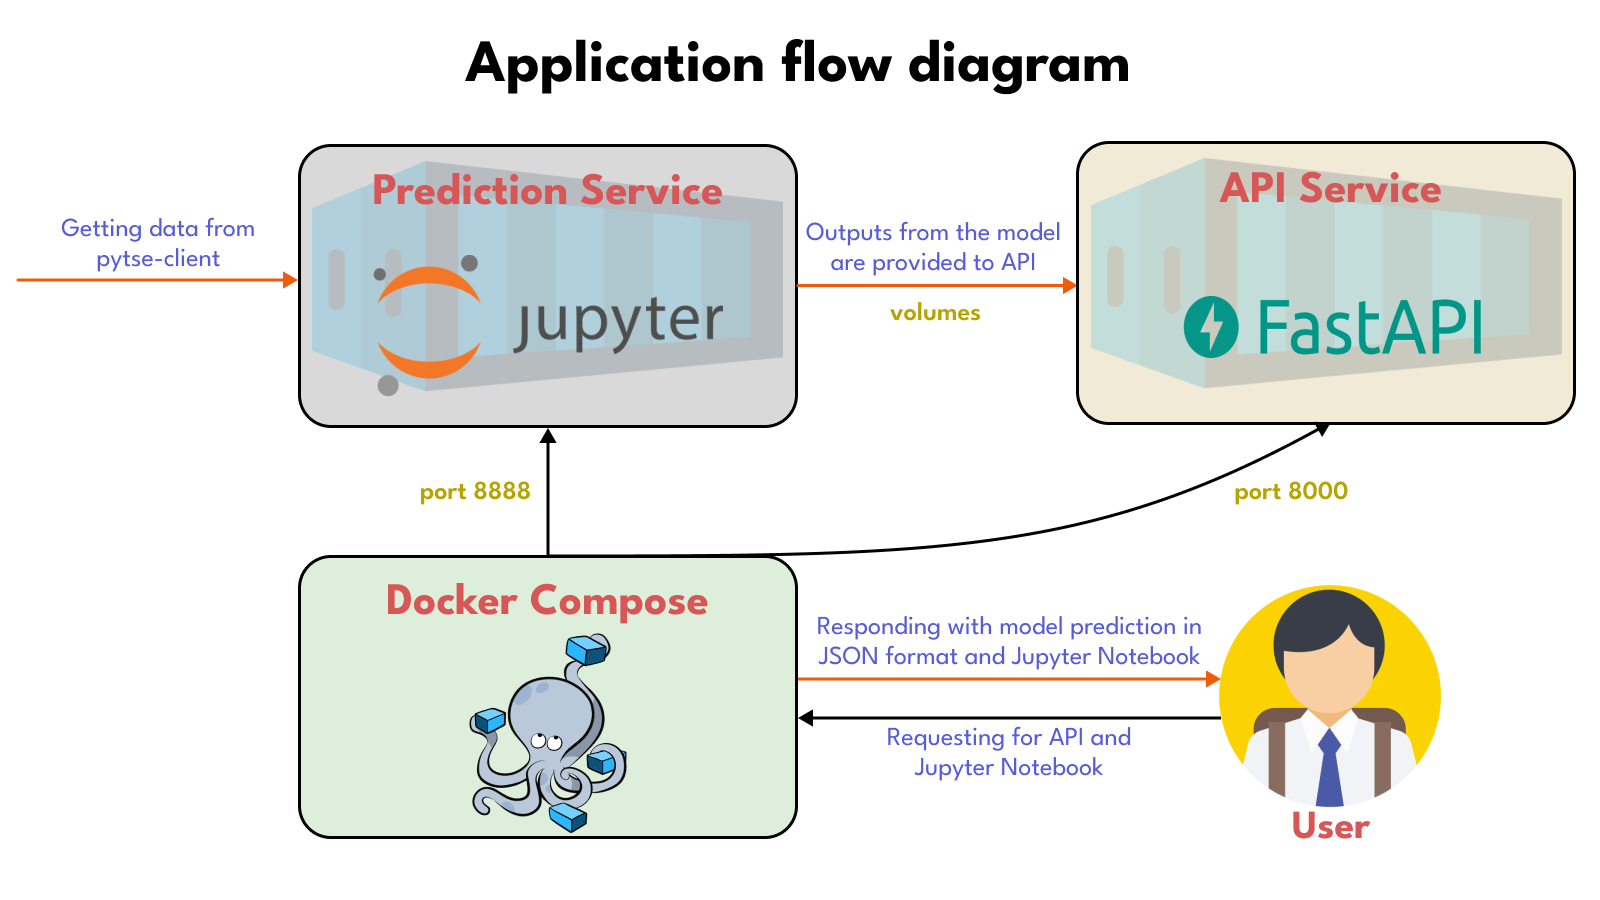 Application flow diagram
Prediction Service
API Service
Getting data from
pytse-client
Outputs from the model
are provided to API
volumes
jupyter
FastAPI
port 8888
port 8000
Docker Compose
Responding with model prediction in
JSON format and Jupyter Notebook
Requesting for API and
Jupyter Notebook
User